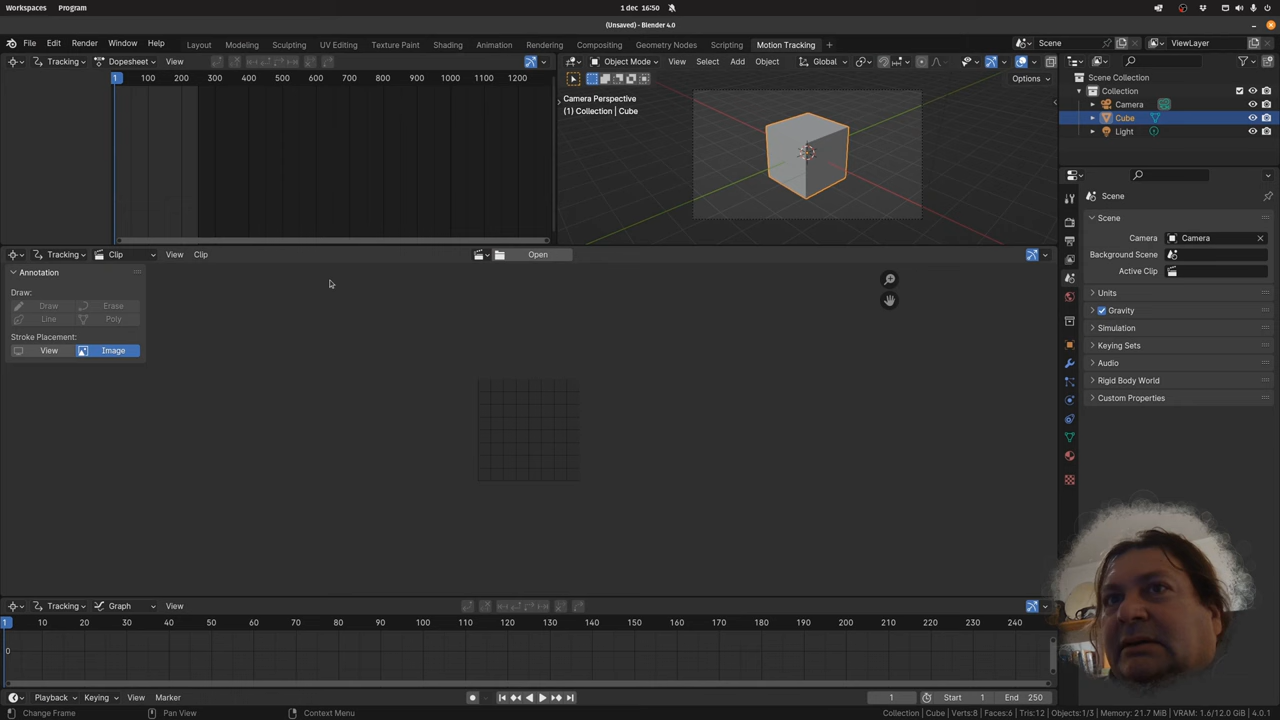 Workspaces Program 1 dec 16:50
(Unsaved) - Blender 4.0
File Edit Render Window Help Layout Modeling Sculpting UV Editing Texture Paint Shading Animation Rendering Compositing Geometry Nodes Scripting Motion Tracking + Scene ViewLayer
Tracking Dopesheet View
1 100 200 300 400 500 600 700 800 900 1000 1100 1200
Object Mode View Select Add Object Global
Options
Camera Perspective
(1) Collection | Cube
Scene Collection
Collection
Camera
Cube
Light
Scene
Scene
Camera Camera
Background Scene
Active Clip
Units
Gravity
Simulation
Keying Sets
Audio
Rigid Body World
Custom Properties
Tracking Clip View Clip Open
Annotation
Draw:
Draw Erase
Line Poly
Stroke Placement:
View Image
Tracking Graph View
1 10 20 30 40 50 60 70 80 90 100 110 120 130 140 150 160 170 180 190 200 210 220 230 240
0
Playback Keying View Marker 1 Start 1 End 250
Change Frame Pan View Context Menu Collection | Cube | Verts:8 | Faces:6 | Tris:12 | Objects:1/3 | Memory: 21.7 MiB | VRAM: 1.6/12.0 GiB | 4.0.1